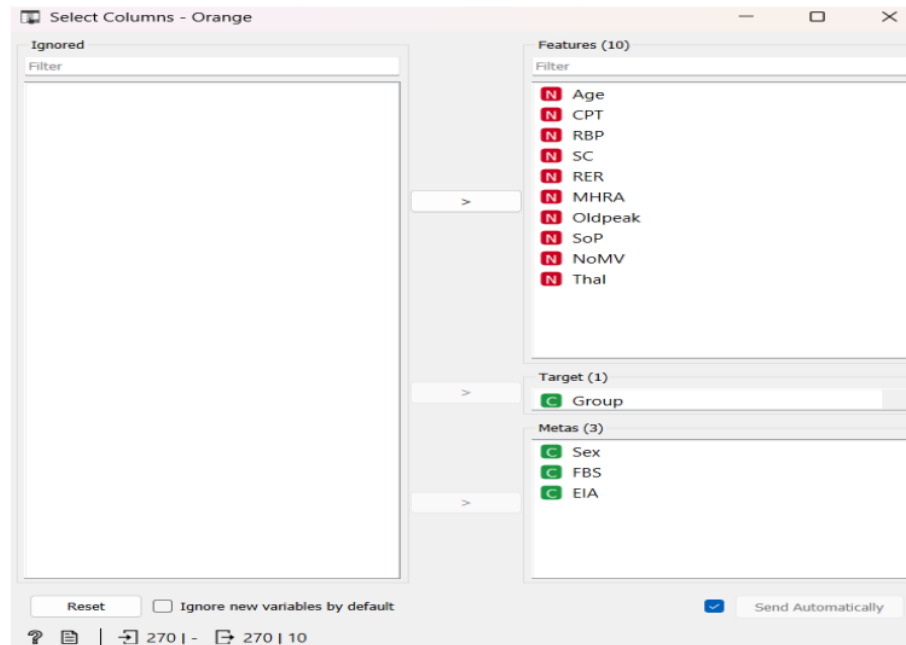 Select Columns - Orange
Ignored
Filter
Features (10)
Filter
N Age
N CPT
N RBP
N SC
N RER
N MHRA
N Oldpeak
N SoP
N NoMV
N Thal
>
Target (1)
>
C Group
Metas (3)
C Sex
C FBS
C EIA
>
Reset
Ignore new variables by default
Send Automatically
? 270 | - 270 | 10